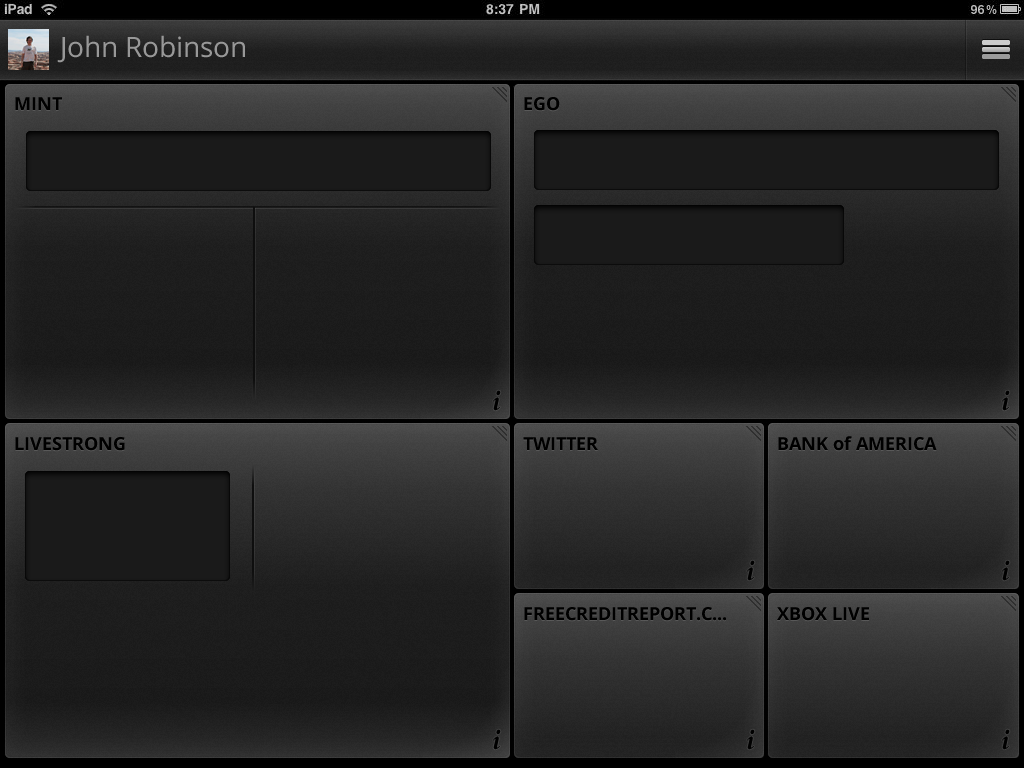 iPad 8:37 PM 96%
John Robinson
MINT
EGO
i
i
LIVESTRONG
TWITTER
BANK of AMERICA
i
i
FREECREDITREPORT.C...
XBOX LIVE
i
i
i